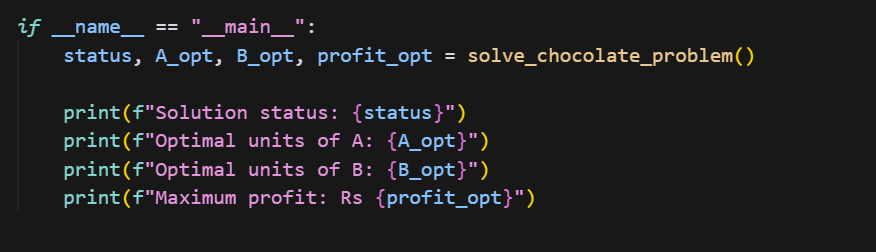 if __name__ == "__main__":
    status, A_opt, B_opt, profit_opt = solve_chocolate_problem()

    print(f"Solution status: {status}")
    print(f"Optimal units of A: {A_opt}")
    print(f"Optimal units of B: {B_opt}")
    print(f"Maximum profit: Rs {profit_opt}")